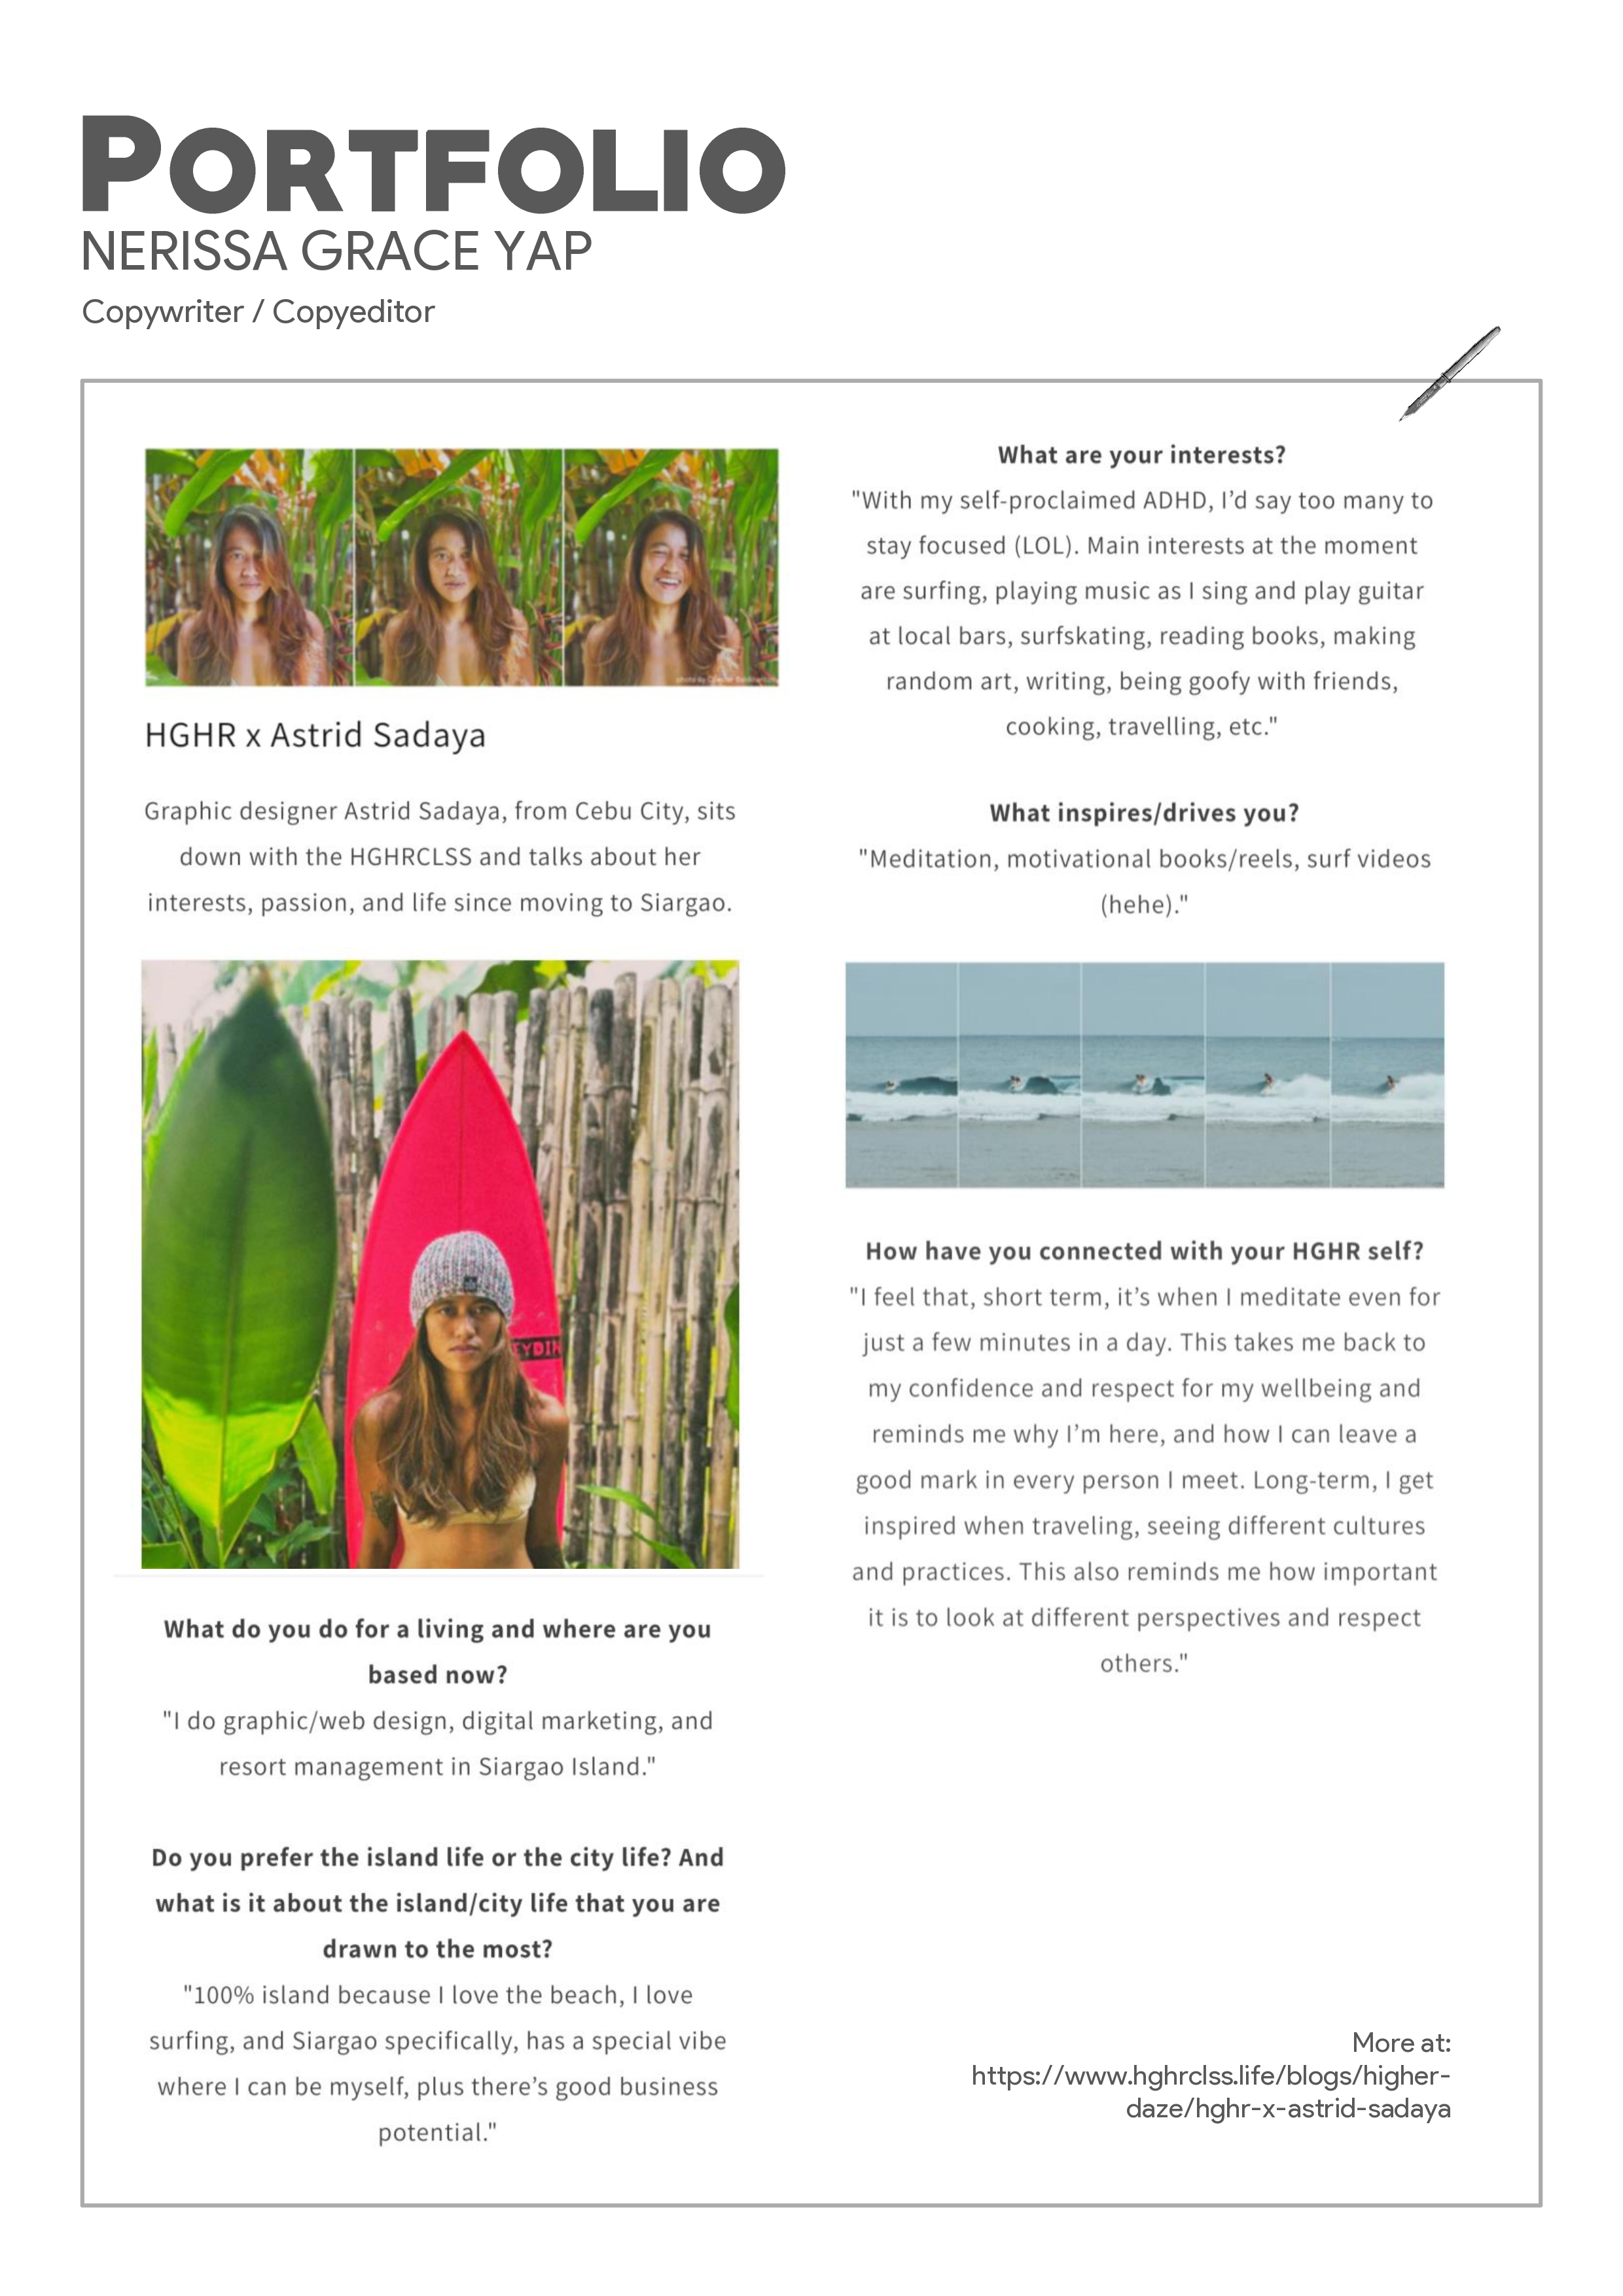 PORTFOLIO
NERISSA GRACE YAP
Copywriter / Copyeditor
HGHR x Astrid Sadaya
Graphic designer Astrid Sadaya, from Cebu City, sits
down with the HGHRCLSS and talks about her
interests, passion, and life since moving to Siargao.
EYDIN
What do you do for a living and where are you
based now?
"I do graphic/web design, digital marketing, and
resort management in Siargao Island."
Do you prefer the island life or the city life? And
what is it about the island/city life that you are
drawn to the most?
"100% island because I love the beach, I love
surfing, and Siargao specifically, has a special vibe
where I can be myself, plus there’s good business
potential."
What are your interests?
"With my self-proclaimed ADHD, I’d say too many to
stay focused (LOL). Main interests at the moment
are surfing, playing music as I sing and play guitar
at local bars, surfskating, reading books, making
random art, writing, being goofy with friends,
cooking, travelling, etc."
What inspires/drives you?
"Meditation, motivational books/reels, surf videos
(hehe)."
How have you connected with your HGHR self?
"I feel that, short term, it’s when I meditate even for
just a few minutes in a day. This takes me back to
my confidence and respect for my wellbeing and
reminds me why I’m here, and how I can leave a
good mark in every person I meet. Long-term, I get
inspired when traveling, seeing different cultures
and practices. This also reminds me how important
it is to look at different perspectives and respect
others."
More at:
https://www.hghrclss.life/blogs/higher-
daze/hghr-x-astrid-sadaya